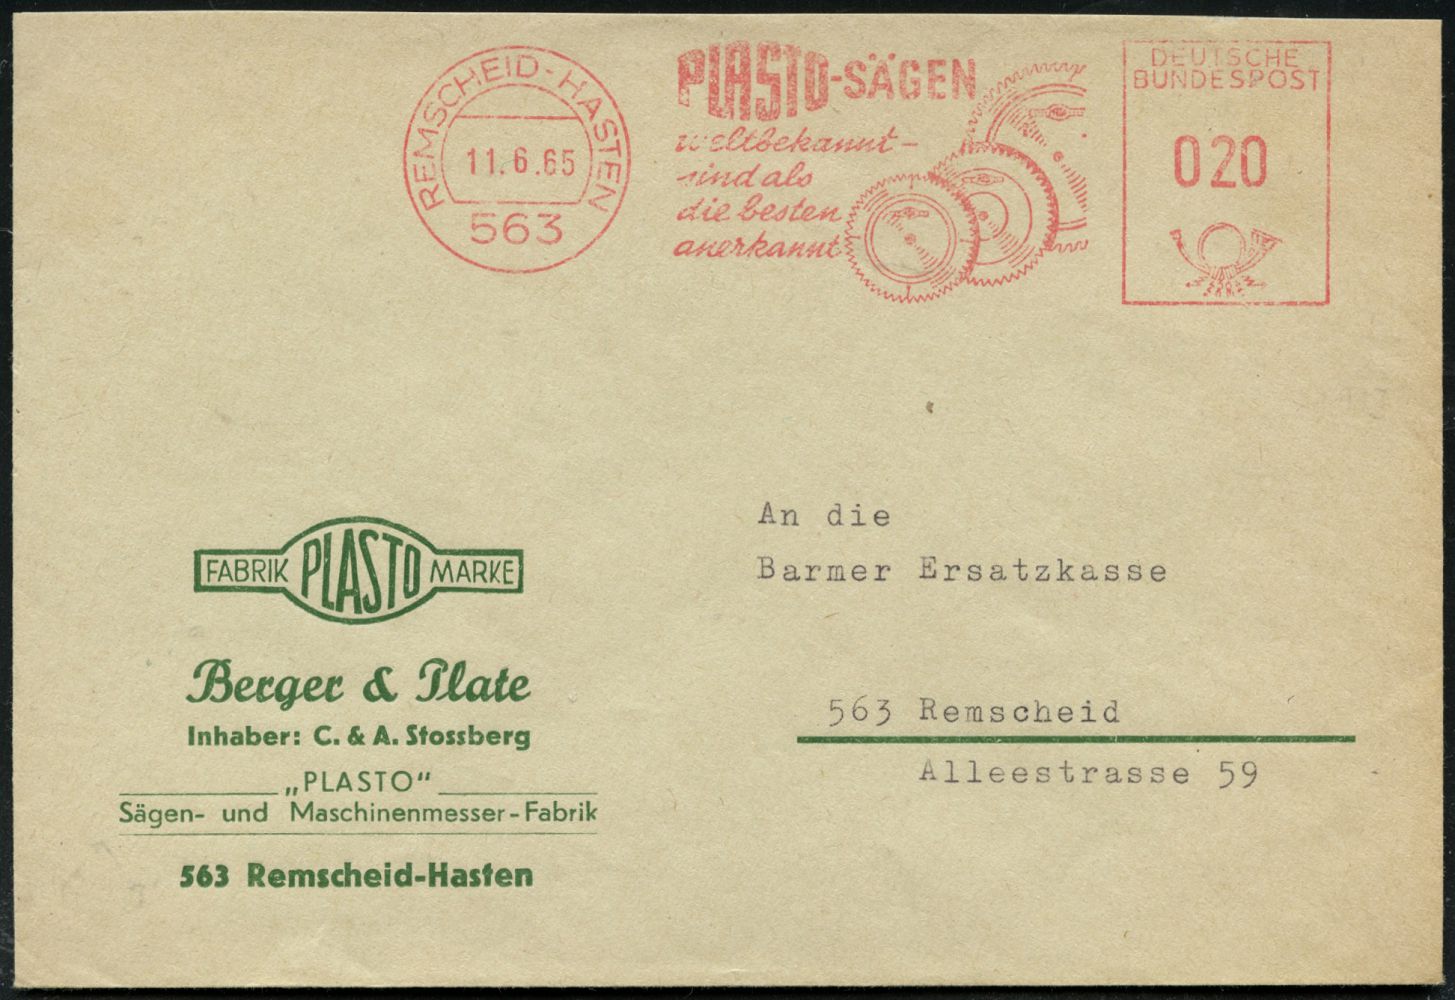 REMSCHEID-HASTEN
11.6.65
563
PLASTO-SÄGEN
weltbekannt-
sind als
die besten
anerkannt
DEUTSCHE
BUNDESPOST
020
FABRIK PLASTO MARKE
Berger & Plate
Inhaber: C. & A. Stossberg
„PLASTO“
Sägen- und Maschinenmesser-Fabrik
563 Remscheid-Hasten
An die
Barmer Ersatzkasse
563 Remscheid
Alleestrasse 59